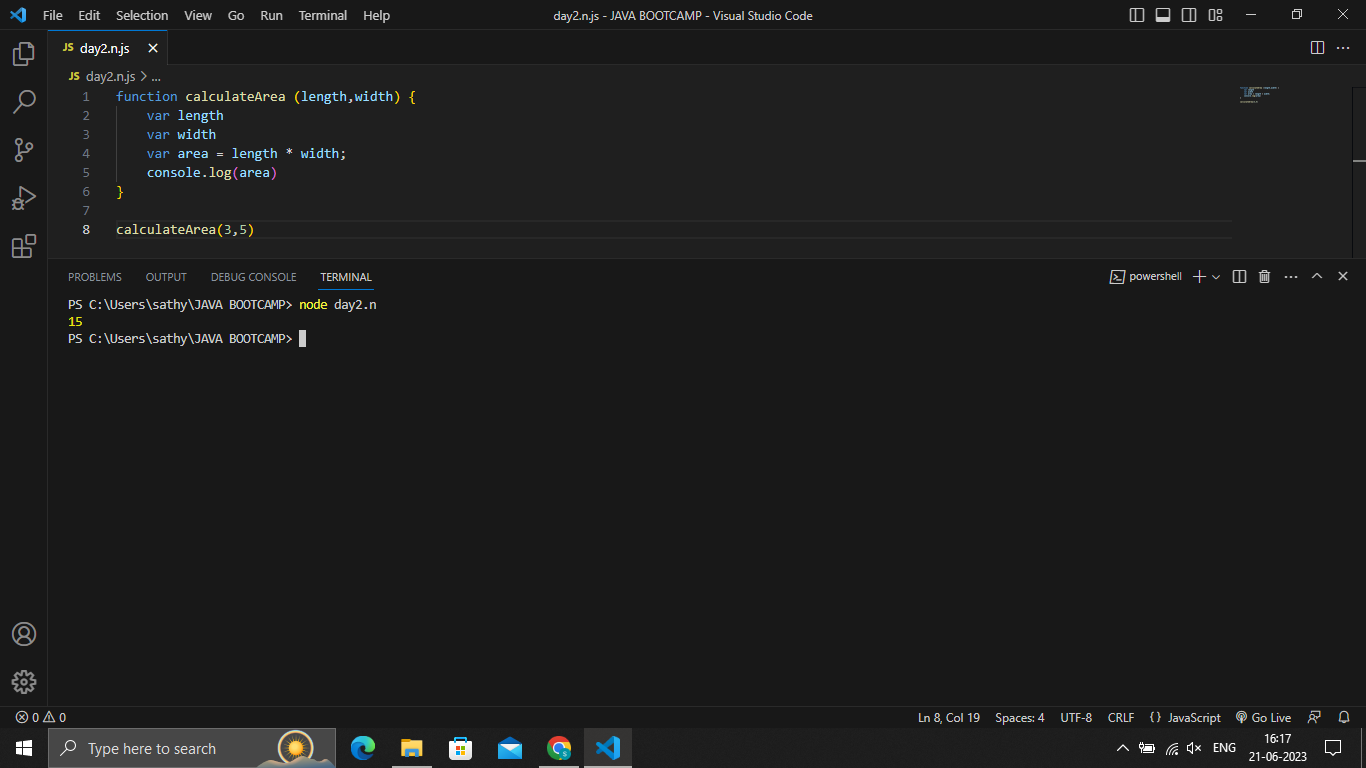 File Edit Selection View Go Run Terminal Help
day2.n.js - JAVA BOOTCAMP - Visual Studio Code
JS day2.n.js
JS day2.n.js > ...
1 function calculateArea (length,width) {
2     var length
3     var width
4     var area = length * width;
5     console.log(area)
6 }
7
8 calculateArea(3,5)
PROBLEMS OUTPUT DEBUG CONSOLE TERMINAL
powershell
PS C:\Users\sathy\JAVA BOOTCAMP> node day2.n
15
PS C:\Users\sathy\JAVA BOOTCAMP>
0 0
Ln 8, Col 19 Spaces: 4 UTF-8 CRLF {} JavaScript Go Live
Type here to search
ENG
16:17
21-06-2023